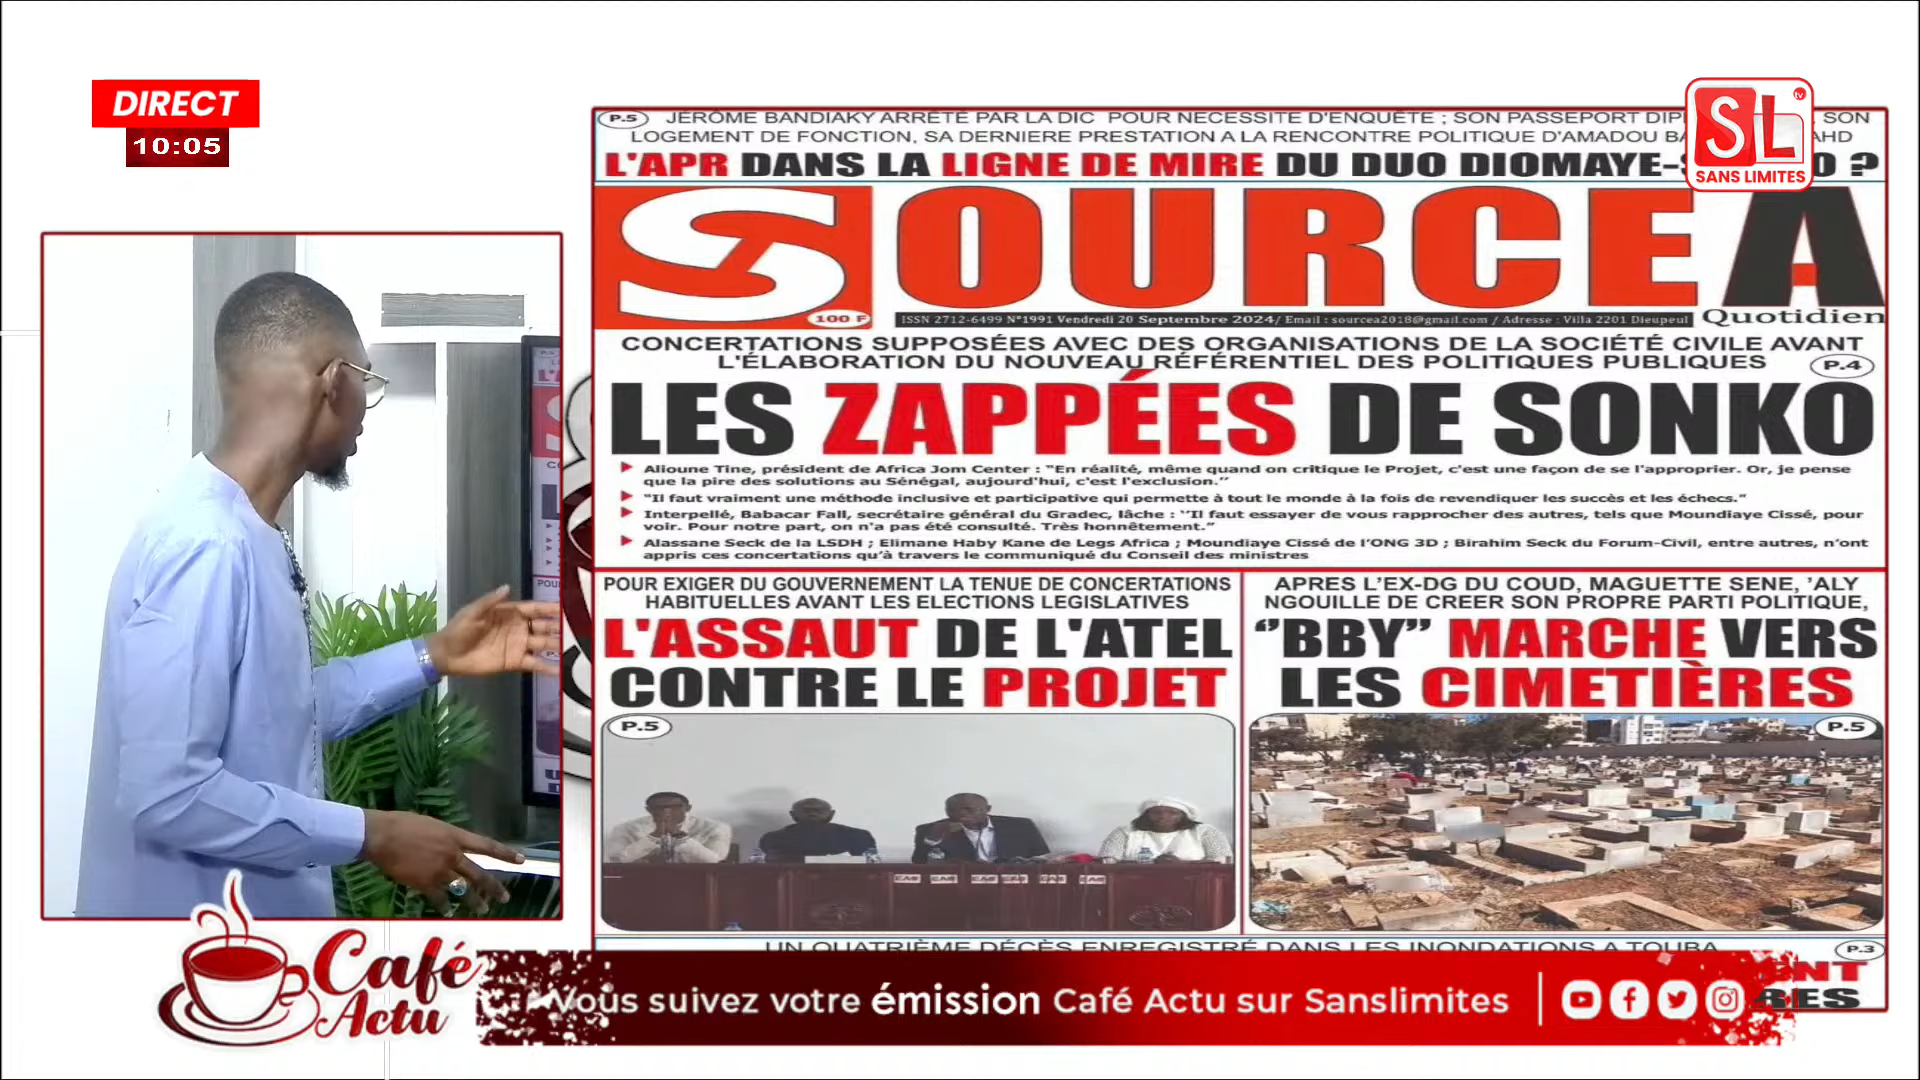 DIRECT
10:05
SL tv
SANS LIMITES
P.5 JÉRÔME BANDIAKY ARRÊTÉ PAR LA DIC POUR NECESSITE D'ENQUÊTE ; SON PASSEPORT SON
LOGEMENT DE FONCTION, SA DERNIERE PRESTATION A LA RENCONTRE POLITIQUE D'AMADOU
L'APR DANS LA LIGNE DE MIRE DU DUO DIOMAYE- ?
SOURCEA
100 F
ISSN 2712-6499 N°1991 Vendredi 20 Septembre 2024/ Email : sourcea2018@gmail.com / Adresse : Villa 2201 Dieupeul
Quotidien
CONCERTATIONS SUPPOSÉES AVEC DES ORGANISATIONS DE LA SOCIÉTÉ CIVILE AVANT
L'ÉLABORATION DU NOUVEAU RÉFÉRENTIEL DES POLITIQUES PUBLIQUES P.4
LES ZAPPÉES DE SONKO
Alioune Tine, président de Africa Jom Center : "En réalité, même quand on critique le Projet, c'est une façon de se l'approprier. Or, je pense
que la pire des solutions au Sénégal, aujourd'hui, c'est l'exclusion.''
"Il faut vraiment une méthode inclusive et participative qui permette à tout le monde à la fois de revendiquer les succès et les échecs."
Interpellé, Babacar Fall, secrétaire général du Gradec, lâche : ''Il faut essayer de vous rapprocher des autres, tels que Moundiaye Cissé, pour
voir. Pour notre part, on n'a pas été consulté. Très honnêtement."
Alassane Seck de la LSDH ; Elimane Haby Kane de Legs Africa ; Moundiaye Cissé de l'ONG 3D ; Birahim Seck du Forum-Civil, entre autres, n'ont
appris ces concertations qu'à travers le communiqué du Conseil des ministres
POUR EXIGER DU GOUVERNEMENT LA TENUE DE CONCERTATIONS
HABITUELLES AVANT LES ELECTIONS LEGISLATIVES
L'ASSAUT DE L'ATEL
CONTRE LE PROJET
P.5
APRES L'EX-DG DU COUD, MAGUETTE SENE, 'ALY
NGOUILLE DE CREER SON PROPRE PARTI POLITIQUE,
‘’BBY’’ MARCHE VERS
LES CIMETIÈRES
P.5
UN QUATRIÈME DÉCÈS ENREGISTRÉ DANS LES INONDATIONS A TOUBA
P.3
Café
Actu
Vous suivez votre émission Café Actu sur Sanslimites